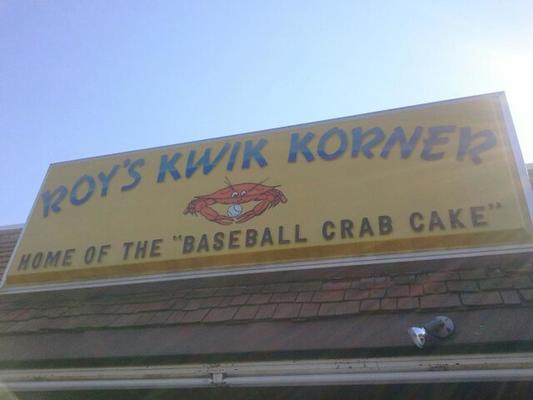 ROY'S KWIK KORNER
HOME OF THE "BASEBALL CRAB CAKE"